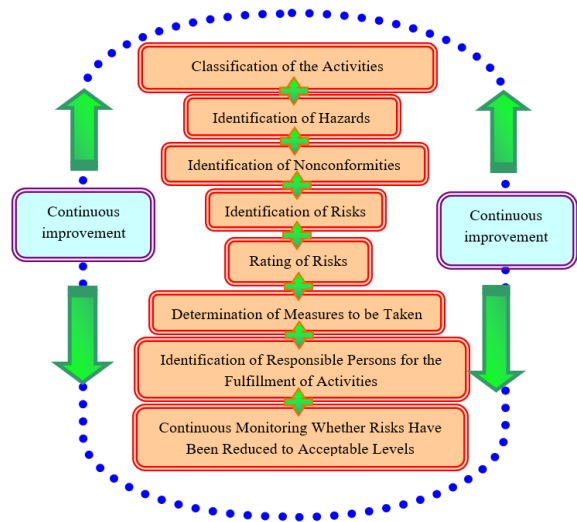 Classification of the Activities
Identification of Hazards
Identification of Nonconformities
Identification of Risks
Rating of Risks
Determination of Measures to be Taken
Identification of Responsible Persons for the
Fulfillment of Activities
Continuous Monitoring Whether Risks Have
Been Reduced to Acceptable Levels
Continuous
improvement
Continuous
improvement